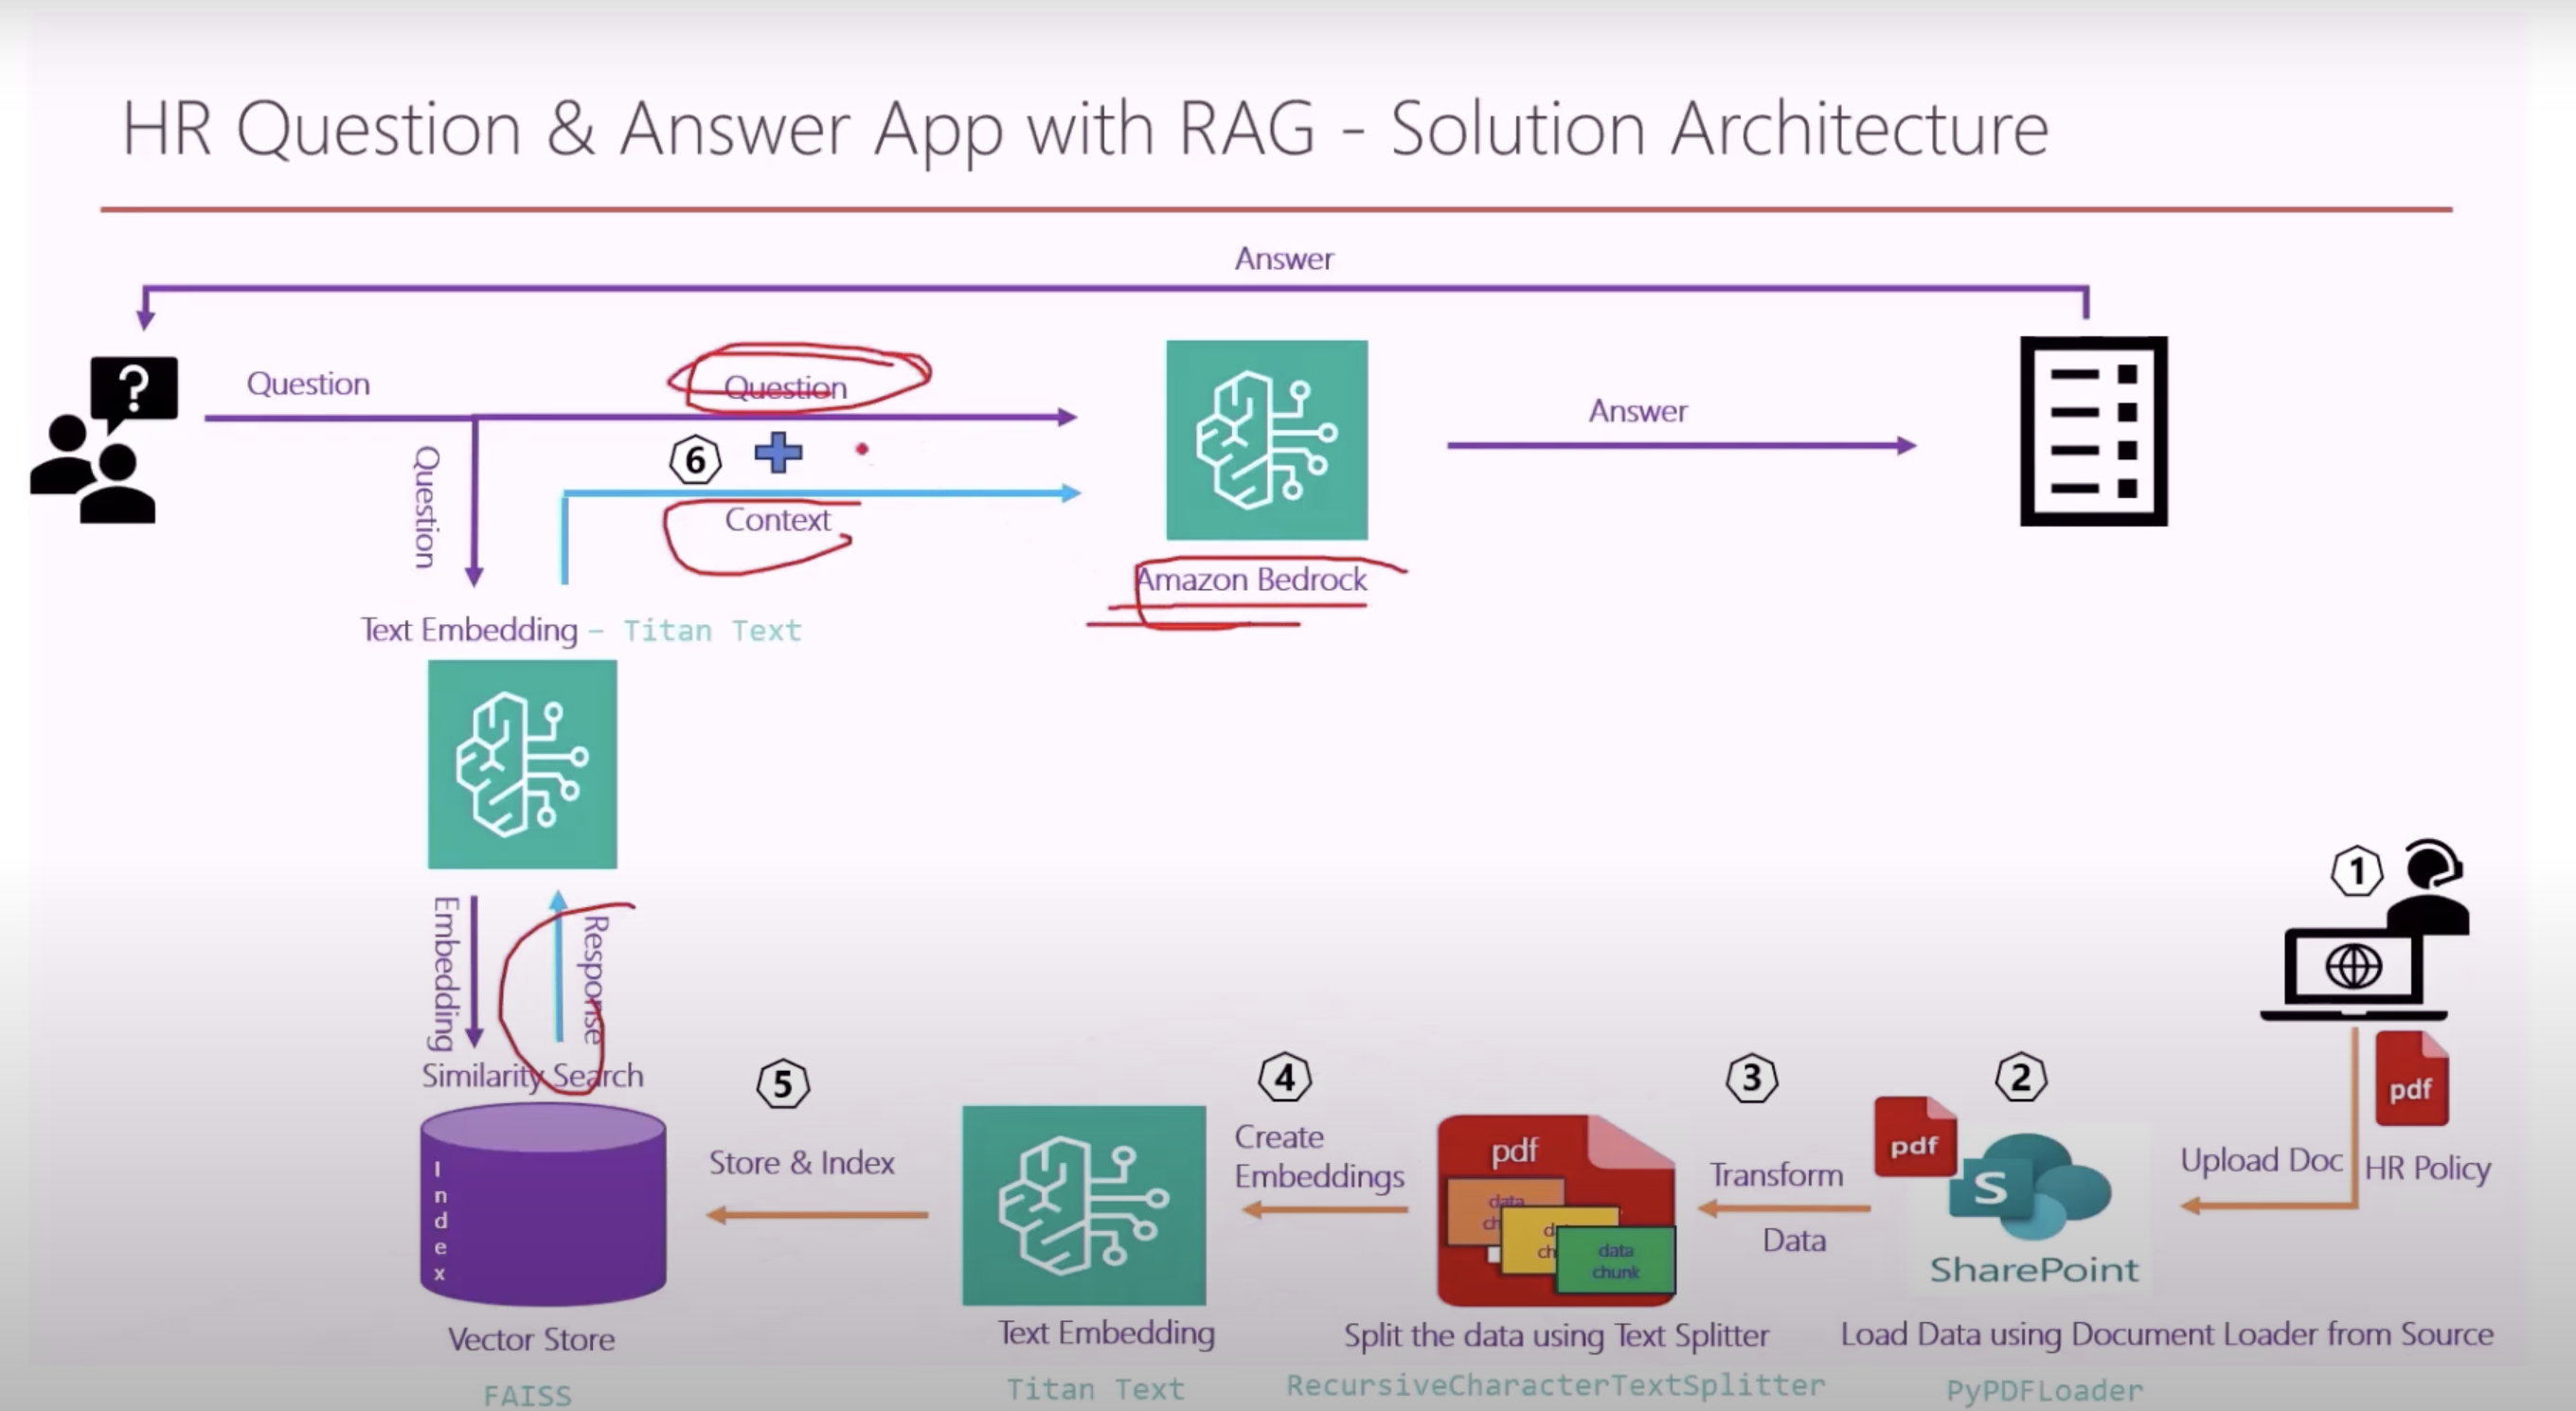 HR Question & Answer App with RAG - Solution Architecture
Answer
Question
Question
?
Answer
6
Question
Context
Amazon Bedrock
Text Embedding – Titan Text
Embedding
Response
Similarity Search
1
5
4
3
2
pdf
pdf
pdf
Store & Index
Create
Embeddings
Transform
Data
Upload Doc
HR Policy
S
SharePoint
Index
data
ch
d
ch
data
chunk
Vector Store
Text Embedding
Split the data using Text Splitter
Load Data using Document Loader from Source
FAISS
Titan Text
RecursiveCharacterTextSplitter
PyPDFLoader